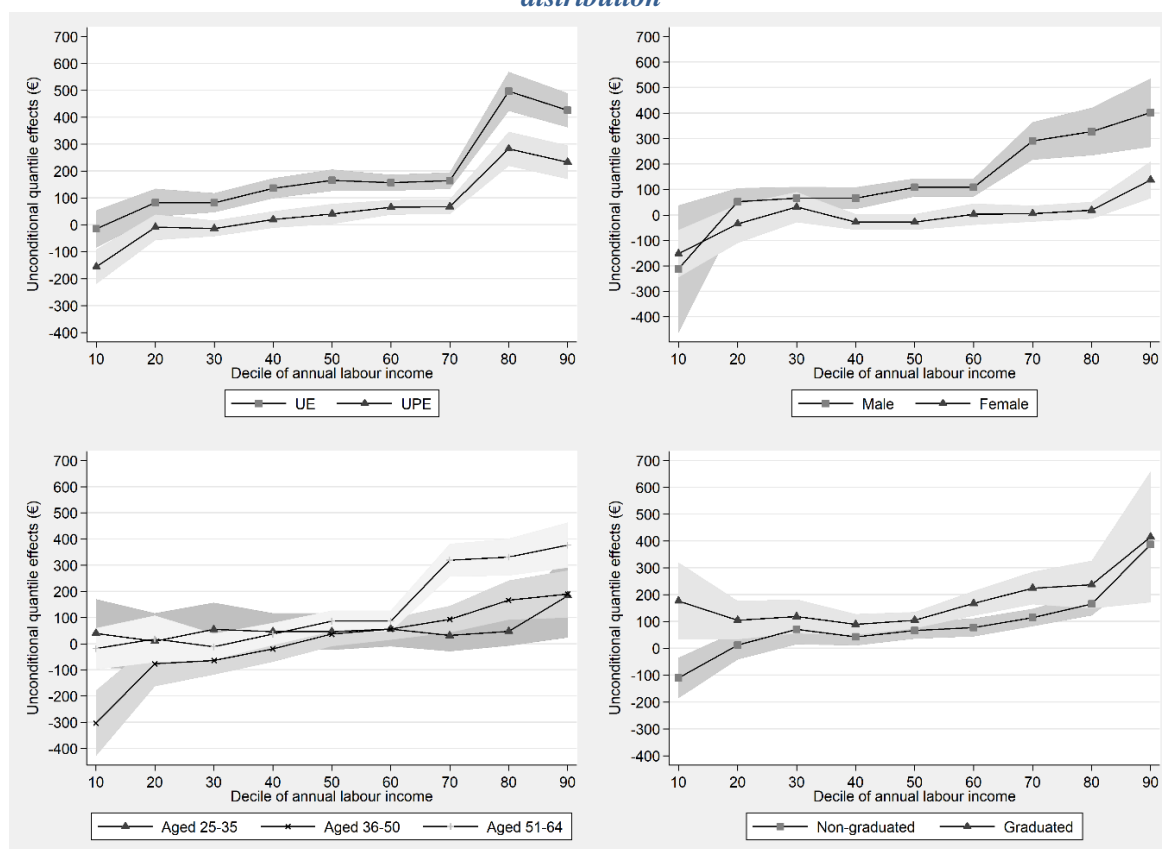 distribution
Unconditional quantile effects (€)
700
600
500
400
300
200
100
0
-100
-200
-300
-400
10 20 30 40 50 60 70 80 90
Decile of annual labour income
UE UPE
Unconditional quantile effects (€)
700
600
500
400
300
200
100
0
-100
-200
-300
-400
10 20 30 40 50 60 70 80 90
Decile of annual labour income
Male Female
Unconditional quantile effects (€)
700
600
500
400
300
200
100
0
-100
-200
-300
-400
10 20 30 40 50 60 70 80 90
Decile of annual labour income
Aged 25-35 Aged 36-50 Aged 51-64
Unconditional quantile effects (€)
700
600
500
400
300
200
100
0
-100
-200
-300
-400
10 20 30 40 50 60 70 80 90
Decile of annual labour income
Non-graduated Graduated